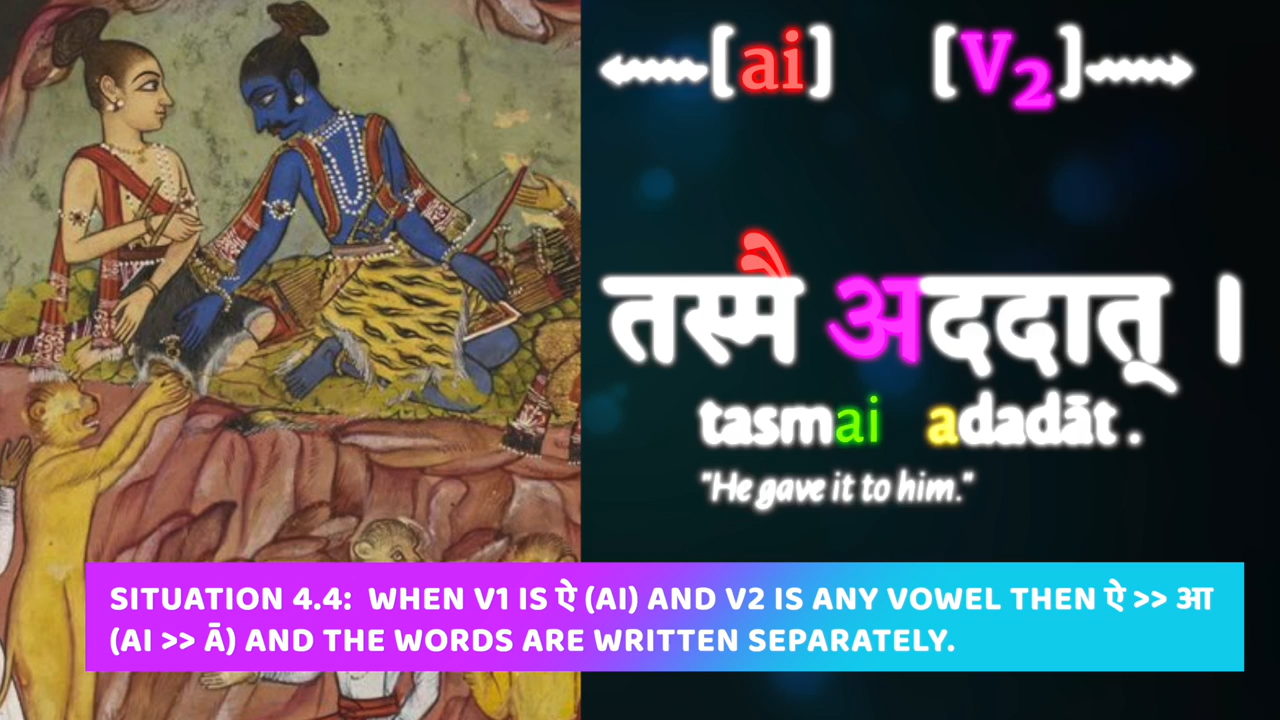 [ai] [V₂]
तस्मै अददात् ।
tasmai adadāt .
"He gave it to him."
SITUATION 4.4: WHEN V1 IS ऐ (AI) AND V2 IS ANY VOWEL THEN ऐ >> आ
(AI >> Ā) AND THE WORDS ARE WRITTEN SEPARATELY.